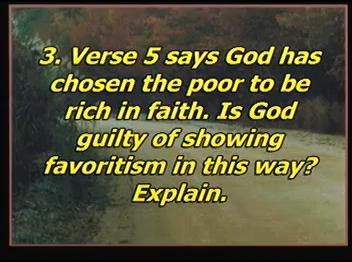 3. Verse 5 says God has
chosen the poor to be
rich in faith. Is God
guilty of showing
favoritism in this way?
Explain.